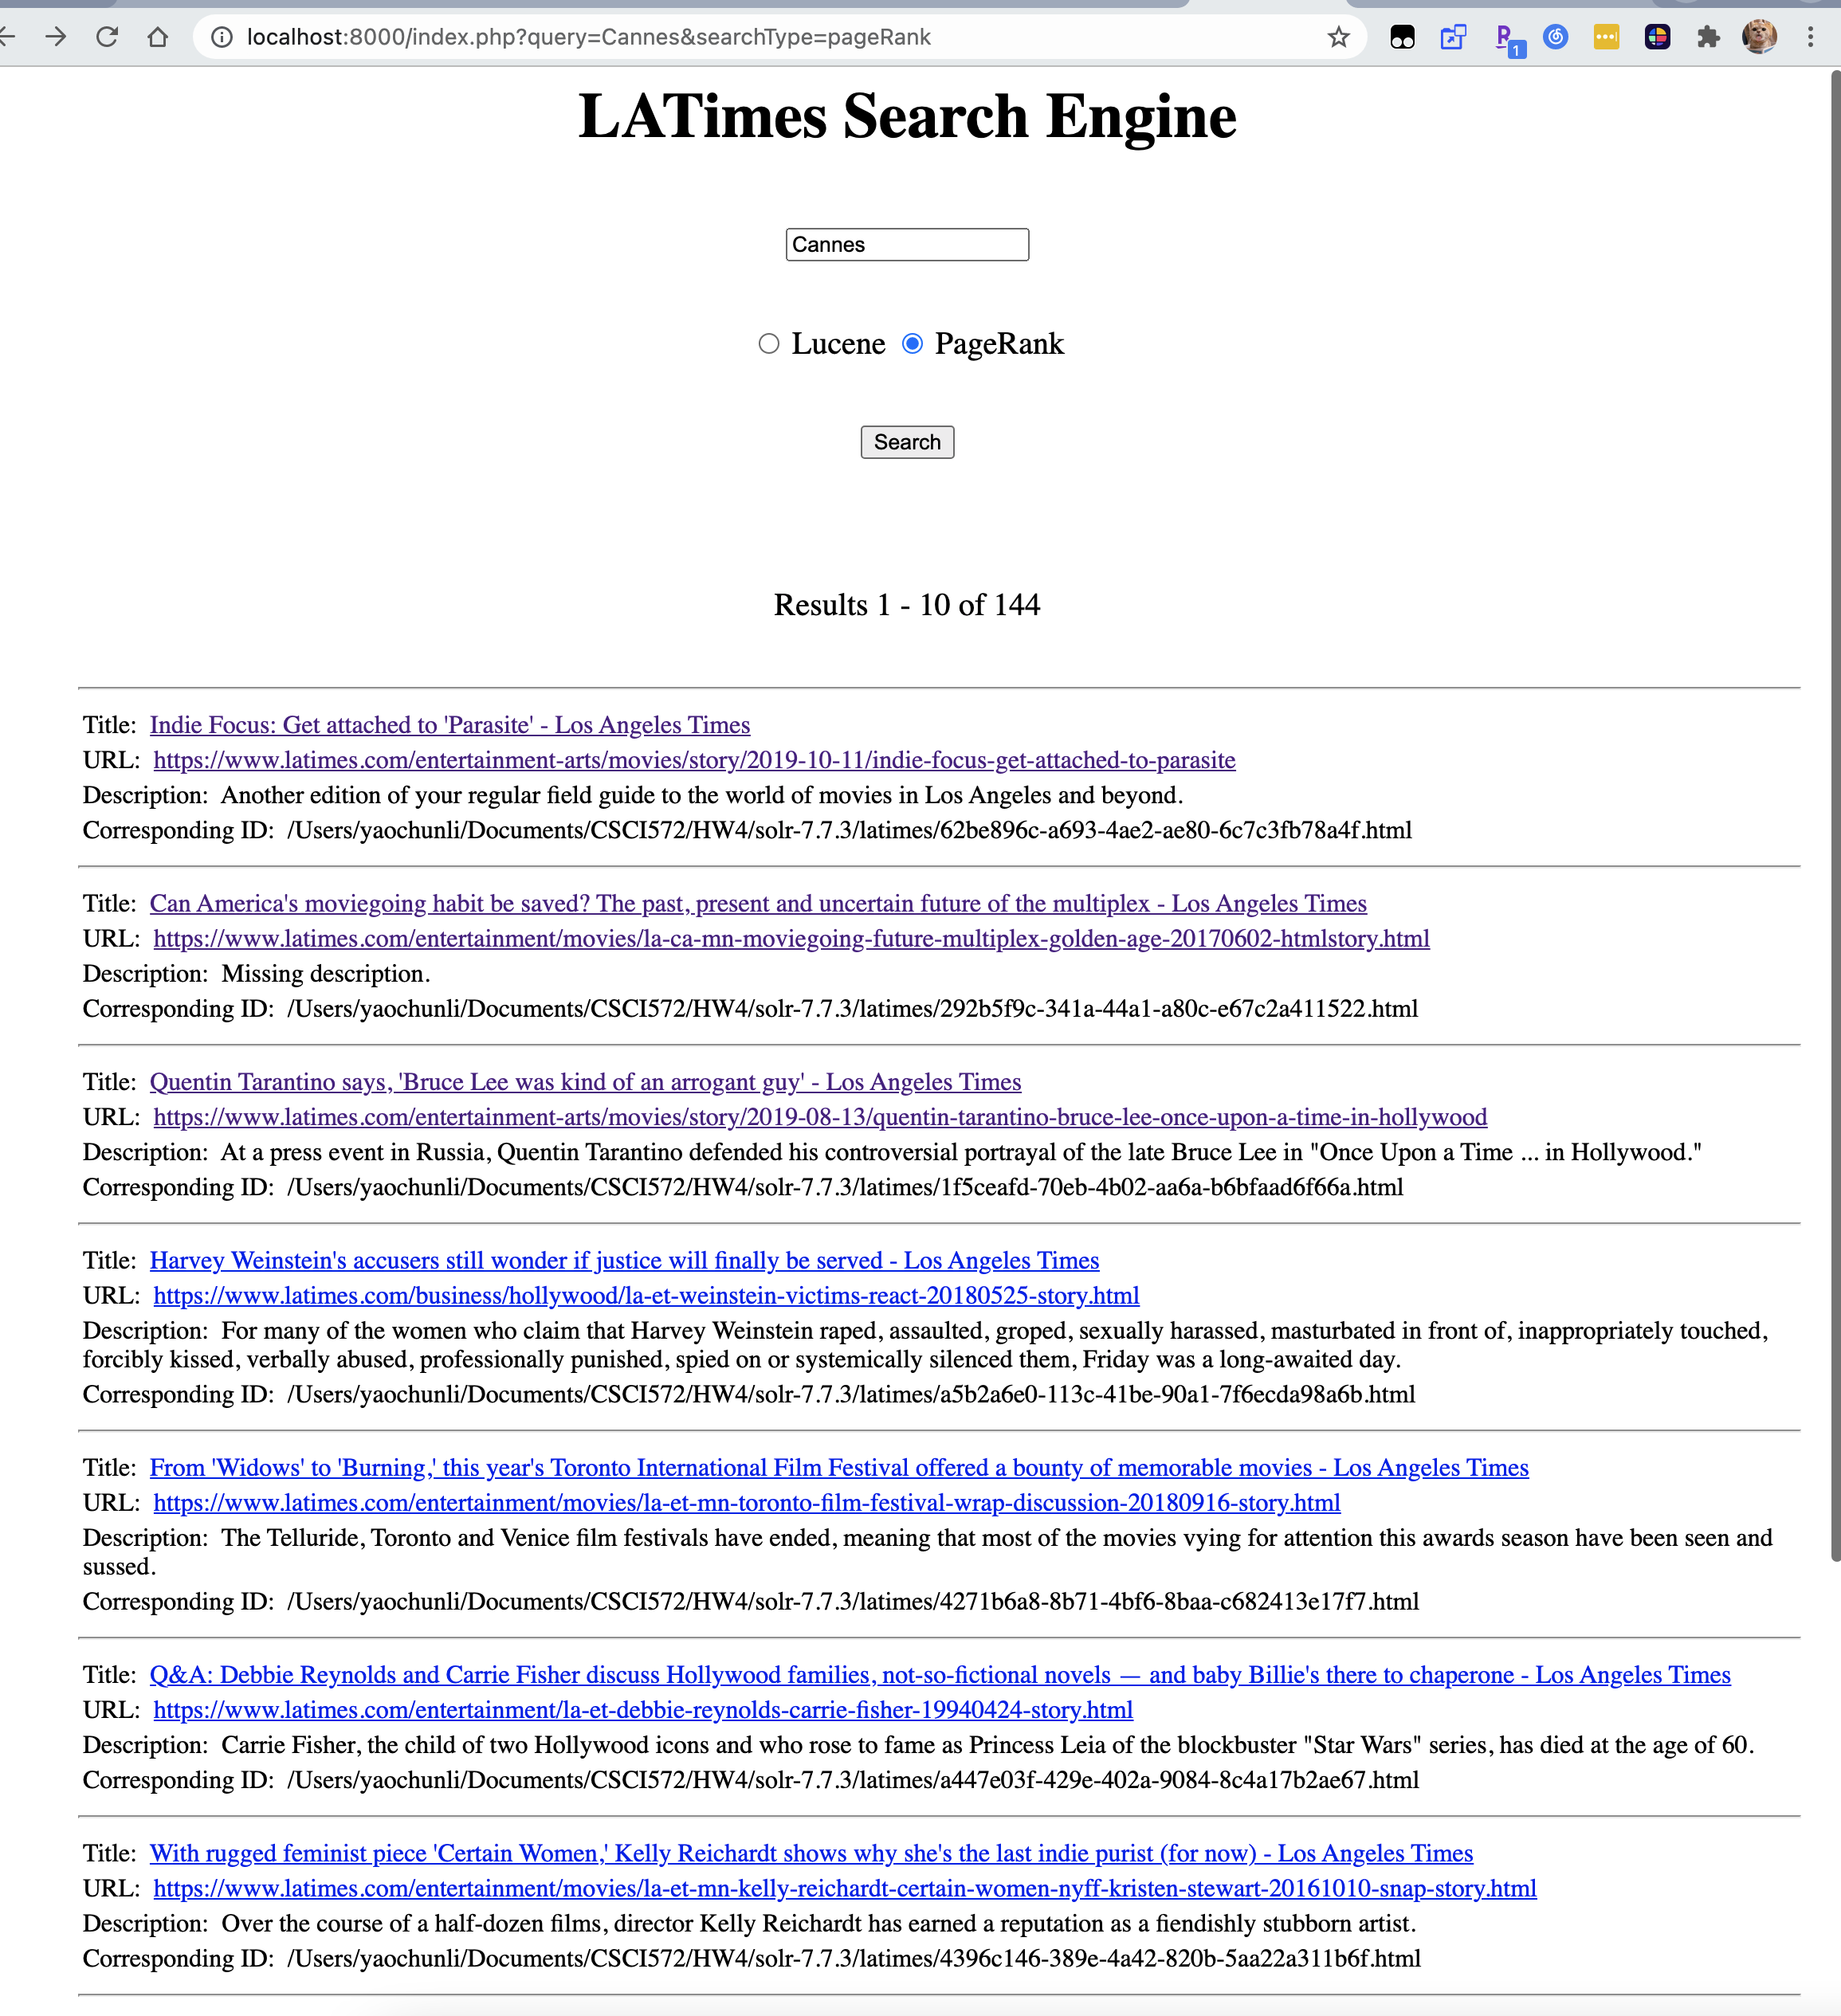 localhost:8000/index.php?query=Cannes&searchType=pageRank
1
LATimes Search Engine
Cannes
Lucene PageRank
Search
Results 1 - 10 of 144
Title: Indie Focus: Get attached to 'Parasite' - Los Angeles Times
URL: https://www.latimes.com/entertainment-arts/movies/story/2019-10-11/indie-focus-get-attached-to-parasite
Description: Another edition of your regular field guide to the world of movies in Los Angeles and beyond.
Corresponding ID: /Users/yaochunli/Documents/CSCI572/HW4/solr-7.7.3/latimes/62be896c-a693-4ae2-ae80-6c7c3fb78a4f.html
Title: Can America's moviegoing habit be saved? The past, present and uncertain future of the multiplex - Los Angeles Times
URL: https://www.latimes.com/entertainment/movies/la-ca-mn-moviegoing-future-multiplex-golden-age-20170602-htmlstory.html
Description: Missing description.
Corresponding ID: /Users/yaochunli/Documents/CSCI572/HW4/solr-7.7.3/latimes/292b5f9c-341a-44a1-a80c-e67c2a411522.html
Title: Quentin Tarantino says, 'Bruce Lee was kind of an arrogant guy' - Los Angeles Times
URL: https://www.latimes.com/entertainment-arts/movies/story/2019-08-13/quentin-tarantino-bruce-lee-once-upon-a-time-in-hollywood
Description: At a press event in Russia, Quentin Tarantino defended his controversial portrayal of the late Bruce Lee in "Once Upon a Time ... in Hollywood."
Corresponding ID: /Users/yaochunli/Documents/CSCI572/HW4/solr-7.7.3/latimes/1f5ceafd-70eb-4b02-aa6a-b6bfaad6f66a.html
Title: Harvey Weinstein's accusers still wonder if justice will finally be served - Los Angeles Times
URL: https://www.latimes.com/business/hollywood/la-et-weinstein-victims-react-20180525-story.html
Description: For many of the women who claim that Harvey Weinstein raped, assaulted, groped, sexually harassed, masturbated in front of, inappropriately touched,
forcibly kissed, verbally abused, professionally punished, spied on or systemically silenced them, Friday was a long-awaited day.
Corresponding ID: /Users/yaochunli/Documents/CSCI572/HW4/solr-7.7.3/latimes/a5b2a6e0-113c-41be-90a1-7f6ecda98a6b.html
Title: From 'Widows' to 'Burning,' this year's Toronto International Film Festival offered a bounty of memorable movies - Los Angeles Times
URL: https://www.latimes.com/entertainment/movies/la-et-mn-toronto-film-festival-wrap-discussion-20180916-story.html
Description: The Telluride, Toronto and Venice film festivals have ended, meaning that most of the movies vying for attention this awards season have been seen and
sussed.
Corresponding ID: /Users/yaochunli/Documents/CSCI572/HW4/solr-7.7.3/latimes/4271b6a8-8b71-4bf6-8baa-c682413e17f7.html
Title: Q&A: Debbie Reynolds and Carrie Fisher discuss Hollywood families, not-so-fictional novels — and baby Billie's there to chaperone - Los Angeles Times
URL: https://www.latimes.com/entertainment/la-et-debbie-reynolds-carrie-fisher-19940424-story.html
Description: Carrie Fisher, the child of two Hollywood icons and who rose to fame as Princess Leia of the blockbuster "Star Wars" series, has died at the age of 60.
Corresponding ID: /Users/yaochunli/Documents/CSCI572/HW4/solr-7.7.3/latimes/a447e03f-429e-402a-9084-8c4a17b2ae67.html
Title: With rugged feminist piece 'Certain Women,' Kelly Reichardt shows why she's the last indie purist (for now) - Los Angeles Times
URL: https://www.latimes.com/entertainment/movies/la-et-mn-kelly-reichardt-certain-women-nyff-kristen-stewart-20161010-snap-story.html
Description: Over the course of a half-dozen films, director Kelly Reichardt has earned a reputation as a fiendishly stubborn artist.
Corresponding ID: /Users/yaochunli/Documents/CSCI572/HW4/solr-7.7.3/latimes/4396c146-389e-4a42-820b-5aa22a311b6f.html